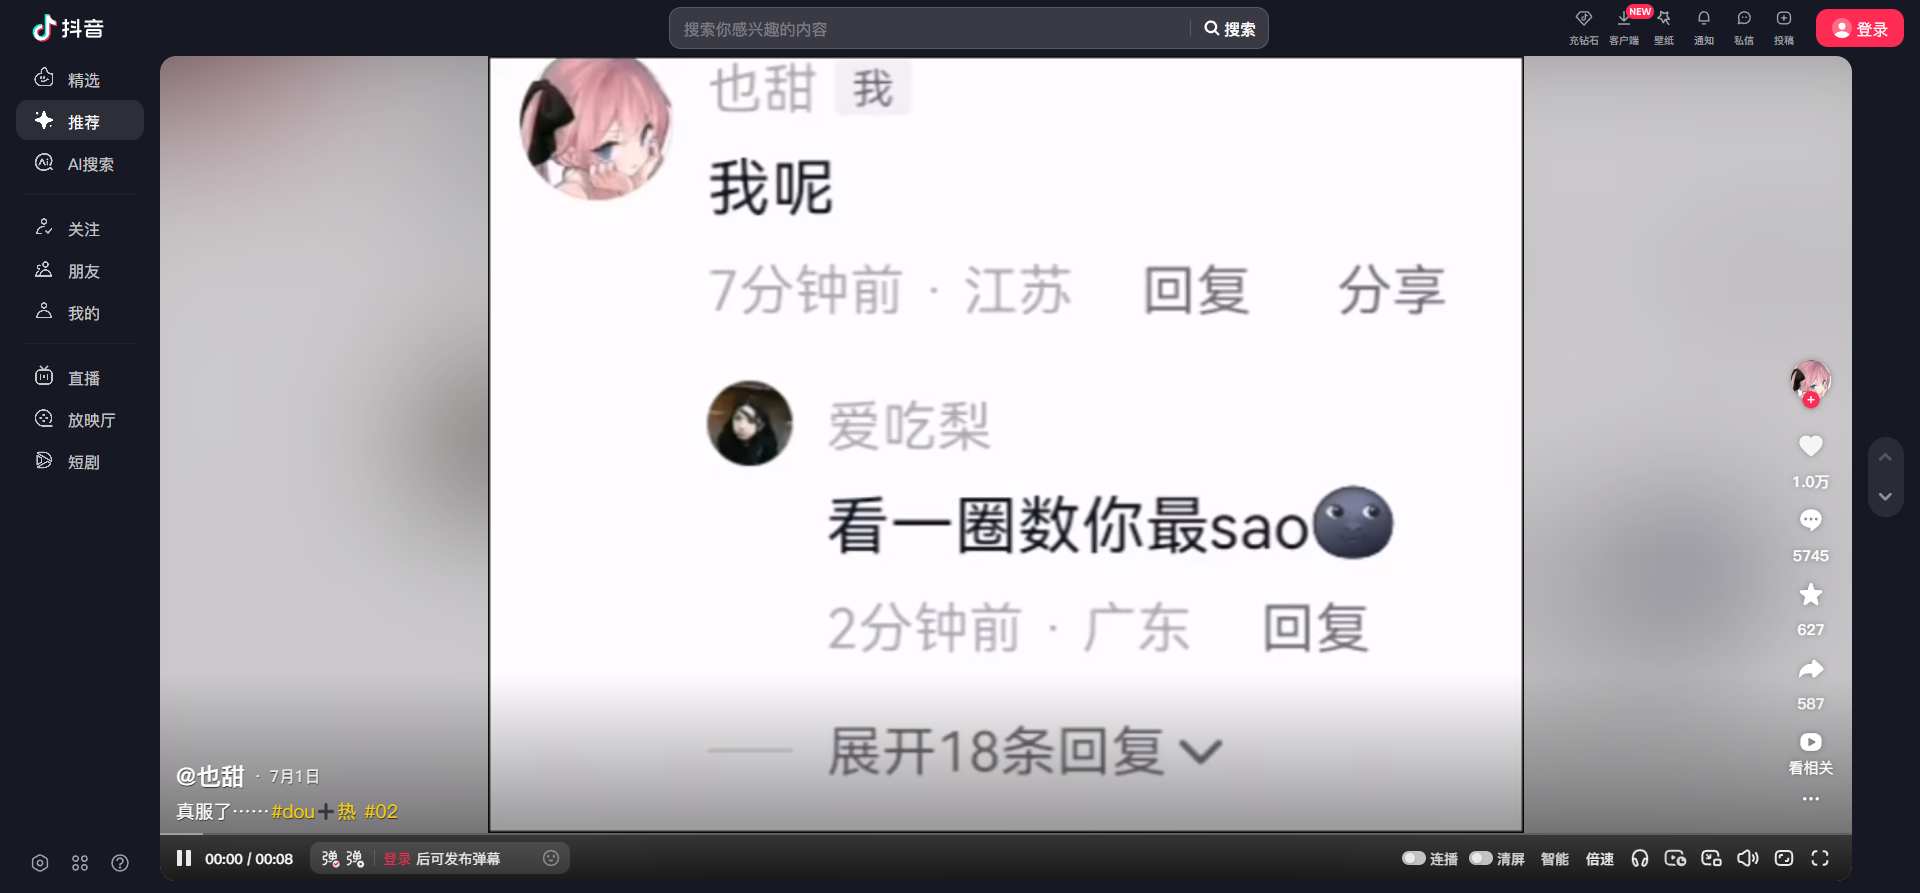 抖音
搜索你感兴趣的内容
搜索
充钻石
客户端
NEW
壁纸
通知
私信
投稿
登录
精选
推荐
AI搜索
关注
朋友
我的
直播
放映厅
短剧
也甜 我
我呢
7分钟前 · 江苏 回复 分享
爱吃梨
看一圈数你最sao🌚
2分钟前 · 广东 回复
展开18条回复
1.0万
5745
627
587
看相关
@也甜 · 7月1日
真服了······#dou➕热 #02
00:00 / 00:08
弹 弹 登录 后可发布弹幕
连播 清屏 智能 倍速